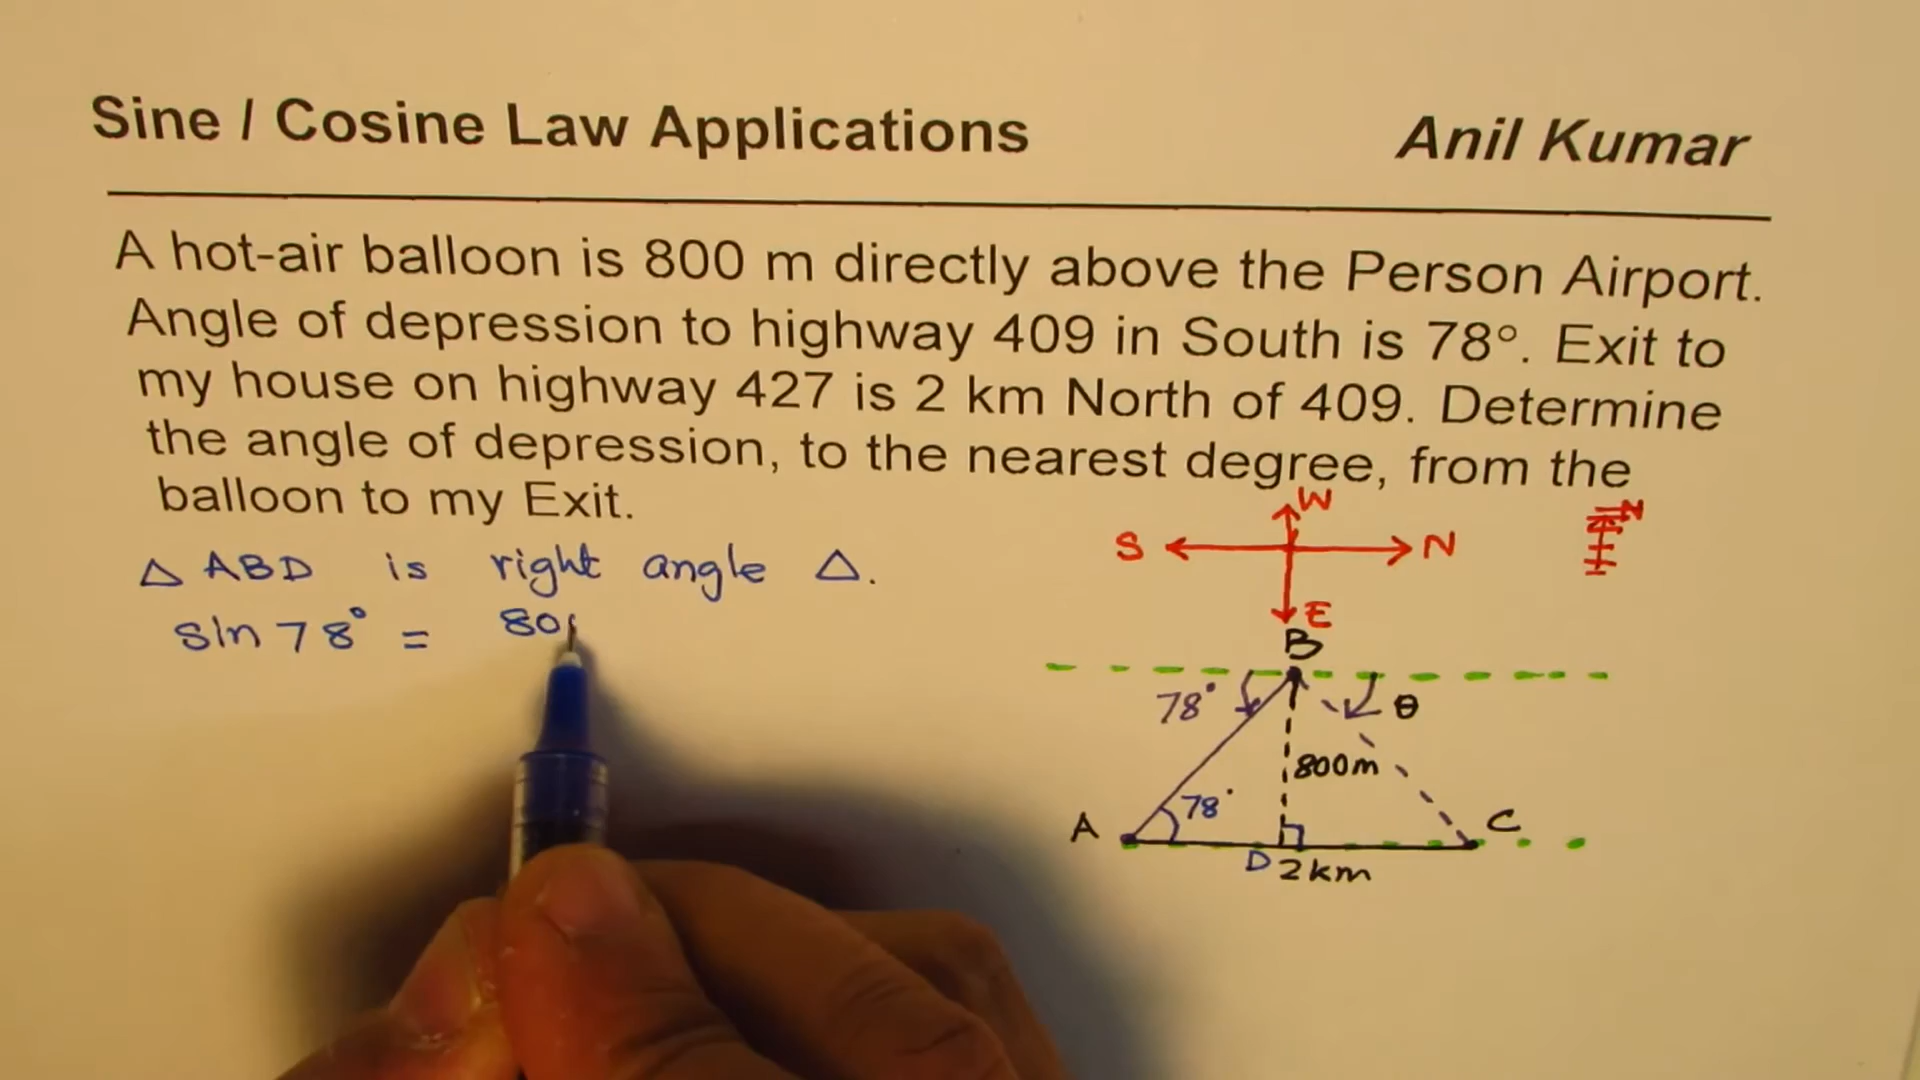 Sine / Cosine Law Applications
Anil Kumar
A hot-air balloon is 800 m directly above the Person Airport.
Angle of depression to highway 409 in South is 78°. Exit to
my house on highway 427 is 2 km North of 409. Determine
the angle of depression, to the nearest degree, from the
balloon to my Exit.
△ ABD is right angle △.
sin 78° = 80
W
N
S
N
E
B
78°
θ
800m
A
78°
C
D
2km